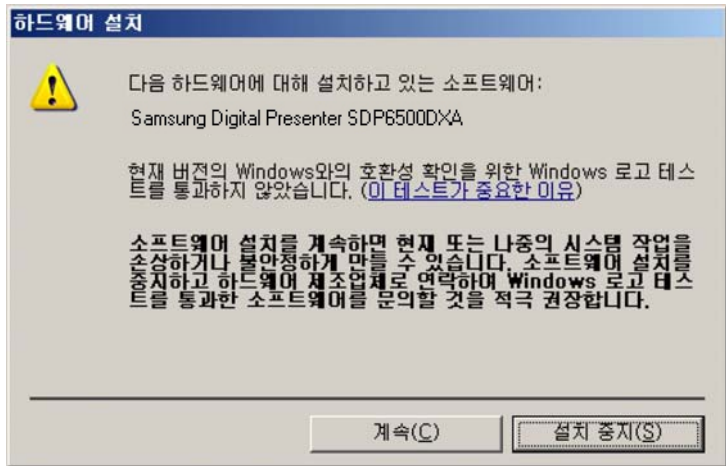 하드웨어 설치
다음 하드웨어에 대해 설치하고 있는 소프트웨어:
Samsung Digital Presenter SDP6500DXA
현재 버전의 Windows와의 호환성 확인을 위한 Windows 로고 테스
트를 통과하지 않았습니다. (이 테스트가 중요한 이유)
소프트웨어 설치를 계속하면 현재 또는 나중의 시스템 작업을
손상하거나 불안정하게 만들 수 있습니다. 소프트웨어 설치를
중지하고 하드웨어 제조업체로 연락하여 Windows 로고 테스
트를 통과한 소프트웨어를 문의할 것을 적극 권장합니다.
계속(C) 설치 중지(S)